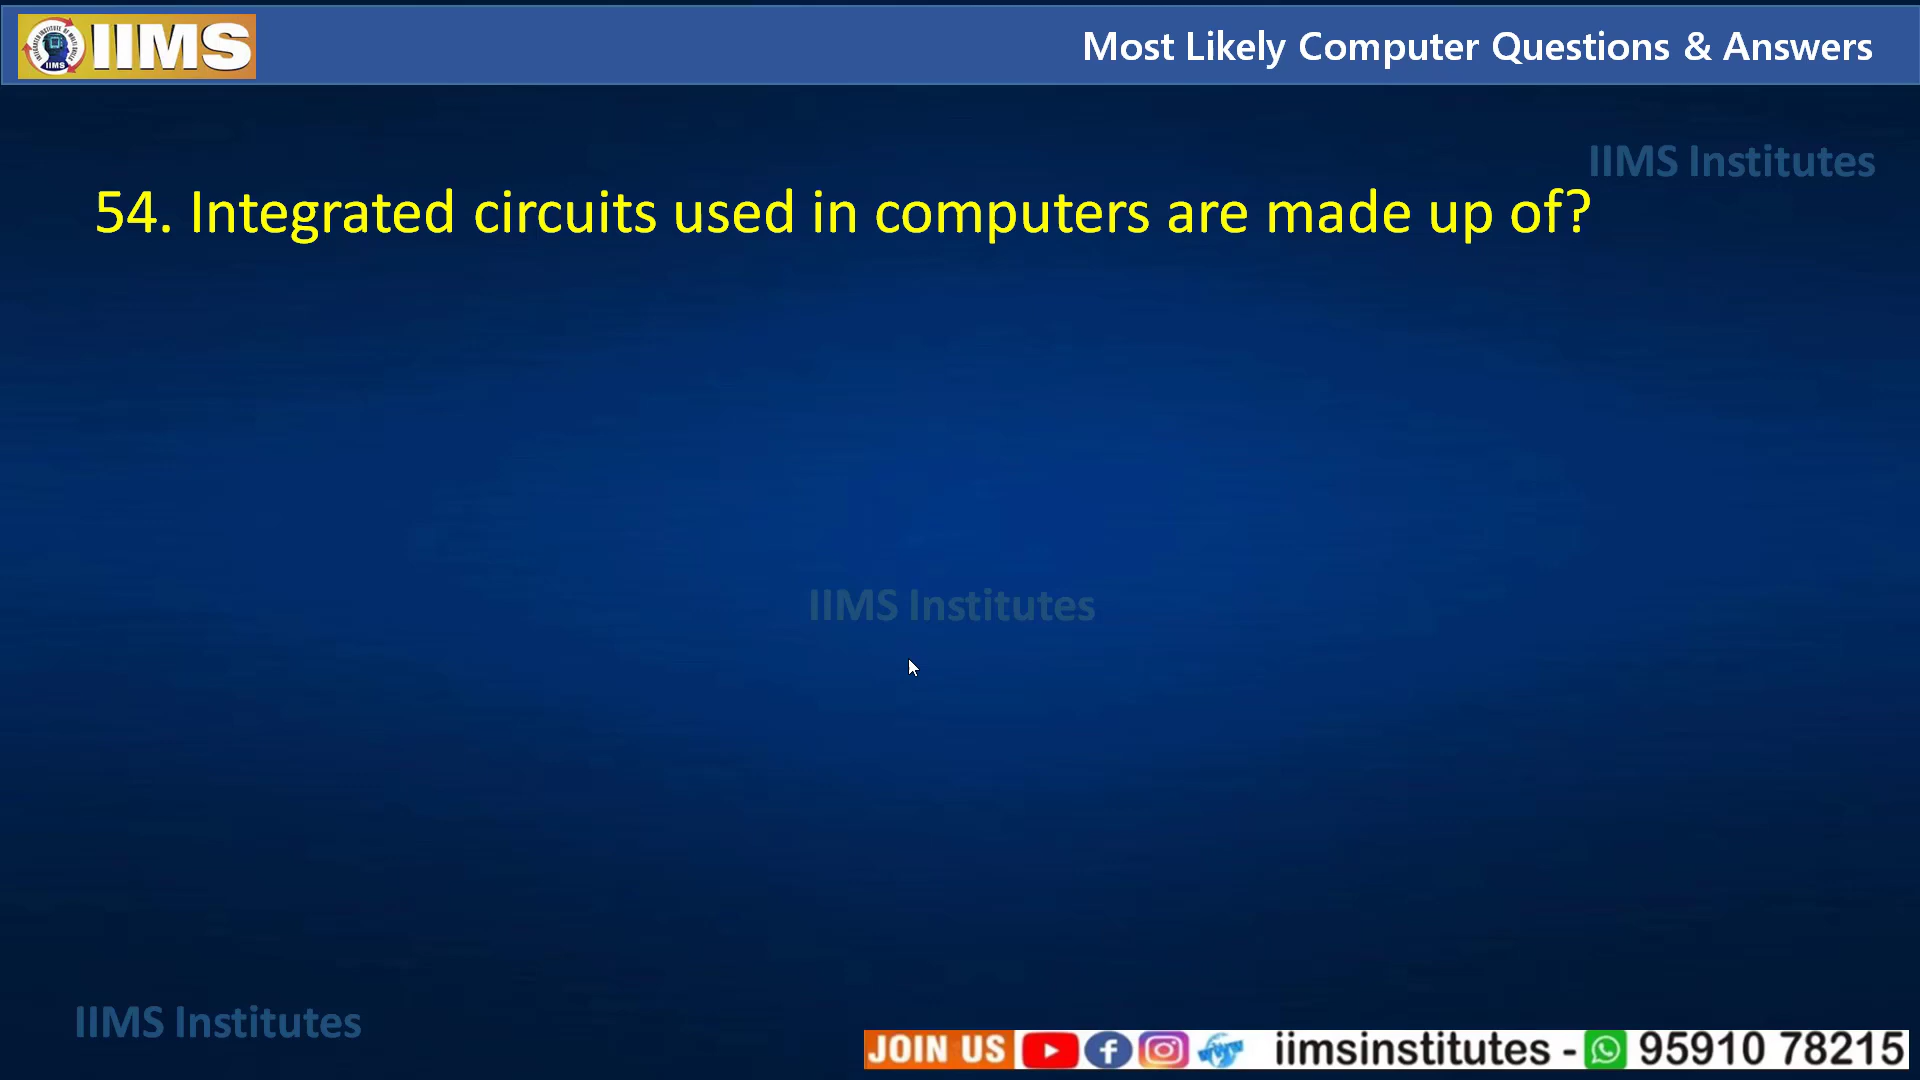 IIMS
Most Likely Computer Questions & Answers
IIMS Institutes
54. Integrated circuits used in computers are made up of?
IIMS Institutes
IIMS Institutes
JOIN US iimsinstitutes - 95910 78215